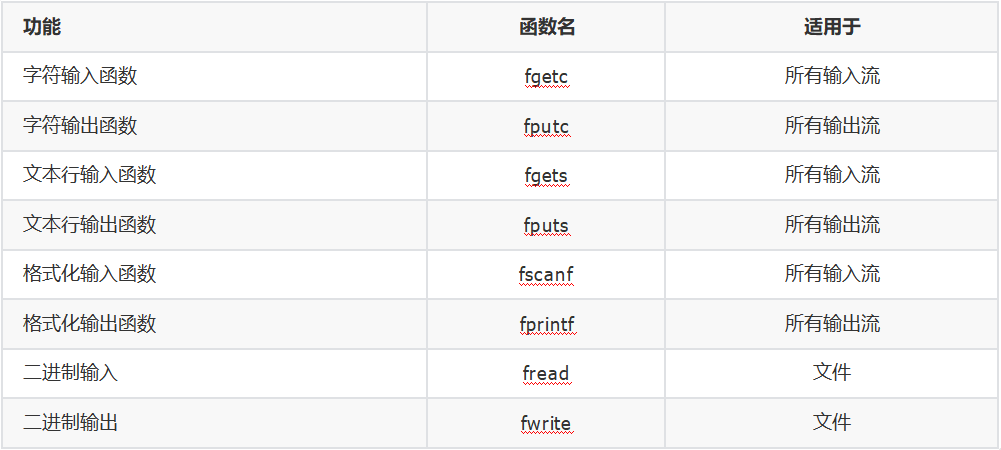 功能 函数名 适用于
字符输入函数 fgetc 所有输入流
字符输出函数 fputc 所有输出流
文本行输入函数 fgets 所有输入流
文本行输出函数 fputs 所有输出流
格式化输入函数 fscanf 所有输入流
格式化输出函数 fprintf 所有输出流
二进制输入 fread 文件
二进制输出 fwrite 文件